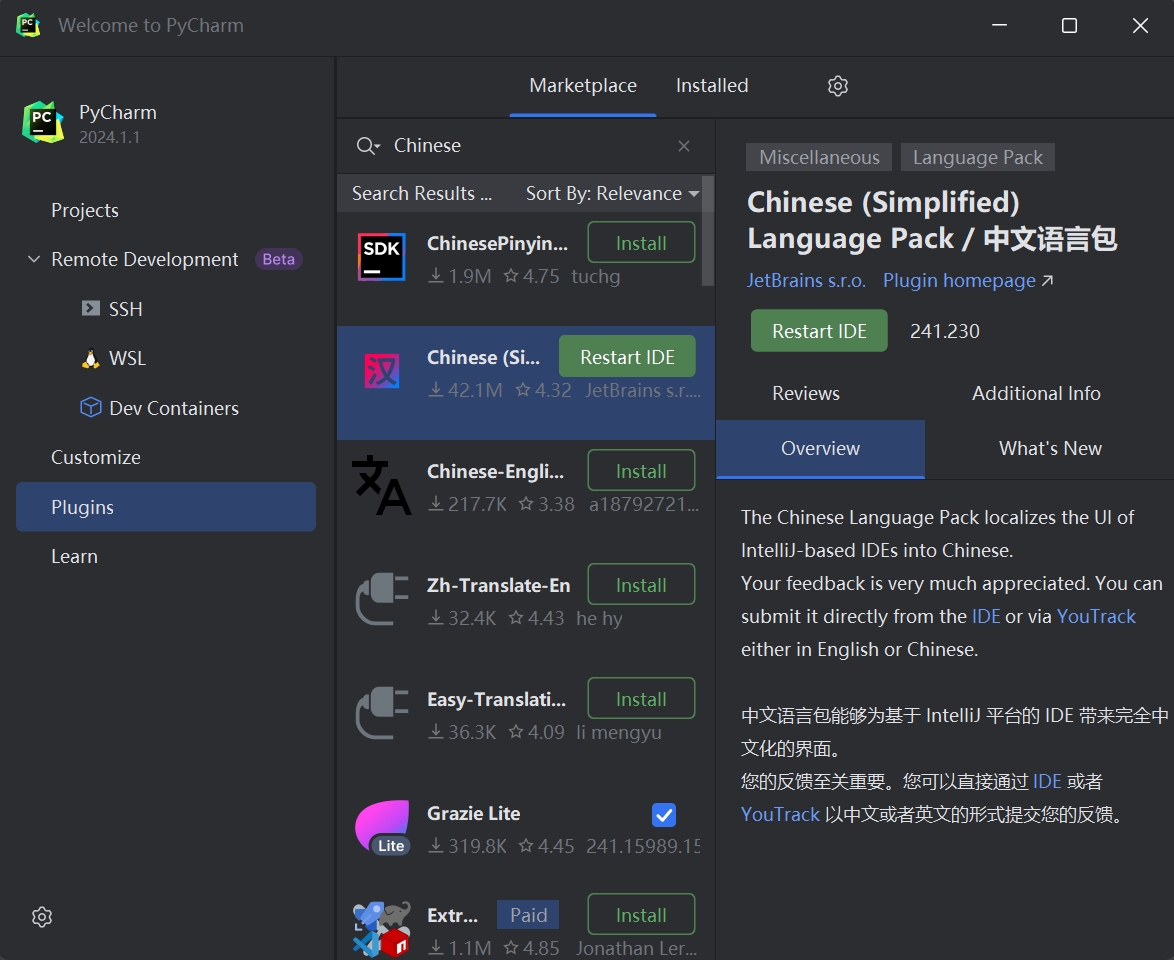 Welcome to PyCharm
PyCharm
2024.1.1
Projects
Remote Development Beta
SSH
WSL
Dev Containers
Customize
Plugins
Learn
Marketplace Installed
Chinese
Search Results ... Sort By: Relevance
SDK
ChinesePinyin... Install
1.9M 4.75 tuchg
汉
Chinese (Si... Restart IDE
42.1M 4.32 JetBrains s.r....
Chinese-Engli... Install
217.7K 3.38 a18792721...
Zh-Translate-En Install
32.4K 4.43 he hy
Easy-Translati... Install
36.3K 4.09 li mengyu
Lite
Grazie Lite
319.8K 4.45 241.15989.15
Extr... Paid Install
1.1M 4.85 Jonathan Ler...
Miscellaneous Language Pack
Chinese (Simplified)
Language Pack / 中文语言包
JetBrains s.r.o. Plugin homepage ↗
Restart IDE 241.230
Reviews Additional Info
Overview What's New
The Chinese Language Pack localizes the UI of
IntelliJ-based IDEs into Chinese.
Your feedback is very much appreciated. You can
submit it directly from the IDE or via YouTrack
either in English or Chinese.
中文语言包能够为基于 IntelliJ 平台的 IDE 带来完全中
文化的界面。
您的反馈至关重要。您可以直接通过 IDE 或者
YouTrack 以中文或者英文的形式提交您的反馈。